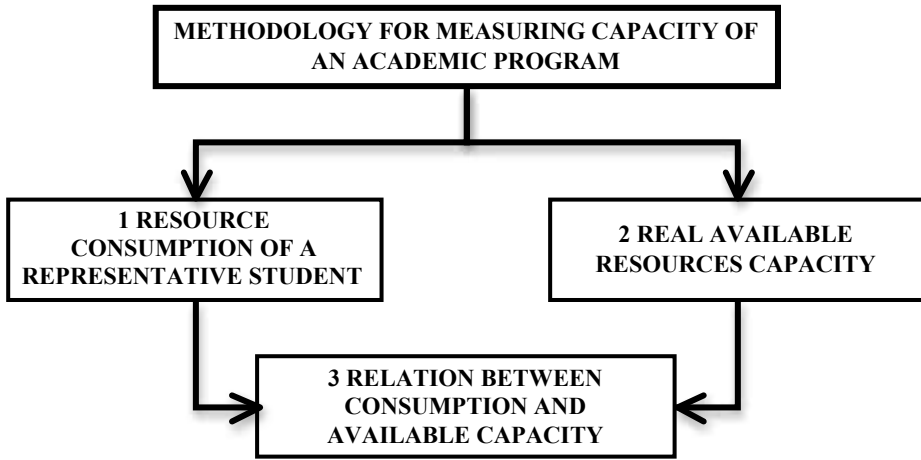 METHODOLOGY FOR MEASURING CAPACITY OF
AN ACADEMIC PROGRAM
1 RESOURCE
CONSUMPTION OF A
REPRESENTATIVE STUDENT
2 REAL AVAILABLE
RESOURCES CAPACITY
3 RELATION BETWEEN
CONSUMPTION AND
AVAILABLE CAPACITY